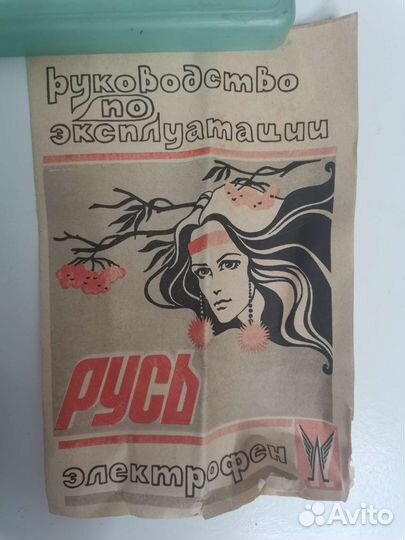 руководство
по
эксплуатации
РУСЬ
электрофен
Avito